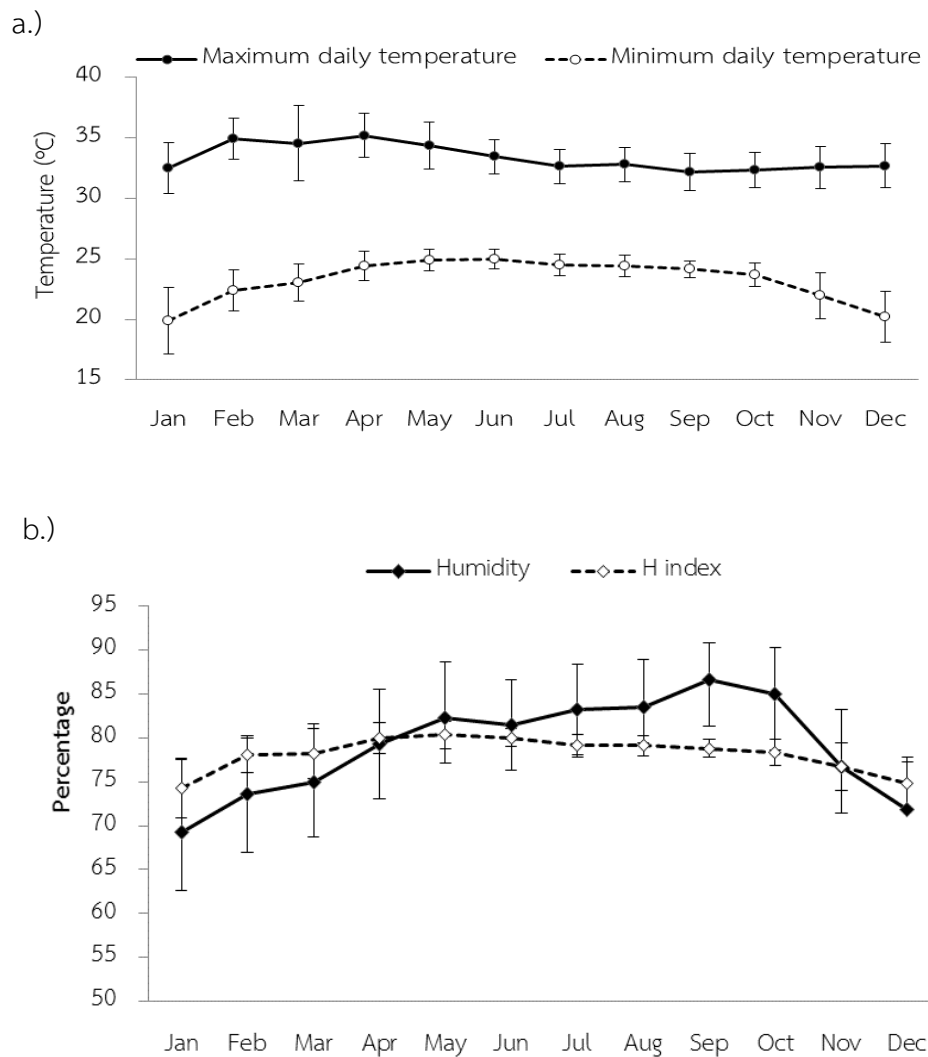 a.)
Maximum daily temperature Minimum daily temperature
40
35
30
25
20
15
Temperature (ºC)
Jan Feb Mar Apr May Jun Jul Aug Sep Oct Nov Dec
b.)
Humidity H index
95
90
85
80
75
70
65
60
55
50
Percentage
Jan Feb Mar Apr May Jun Jul Aug Sep Oct Nov Dec